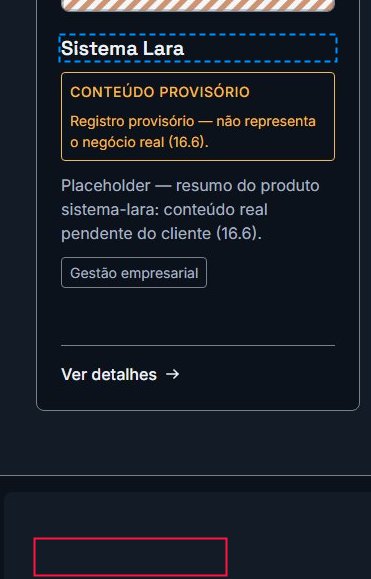 Sistema Lara
CONTEÚDO PROVISÓRIO
Registro provisório — não representa
o negócio real (16.6).
Placeholder — resumo do produto
sistema-lara: conteúdo real
pendente do cliente (16.6).
Gestão empresarial
Ver detalhes →